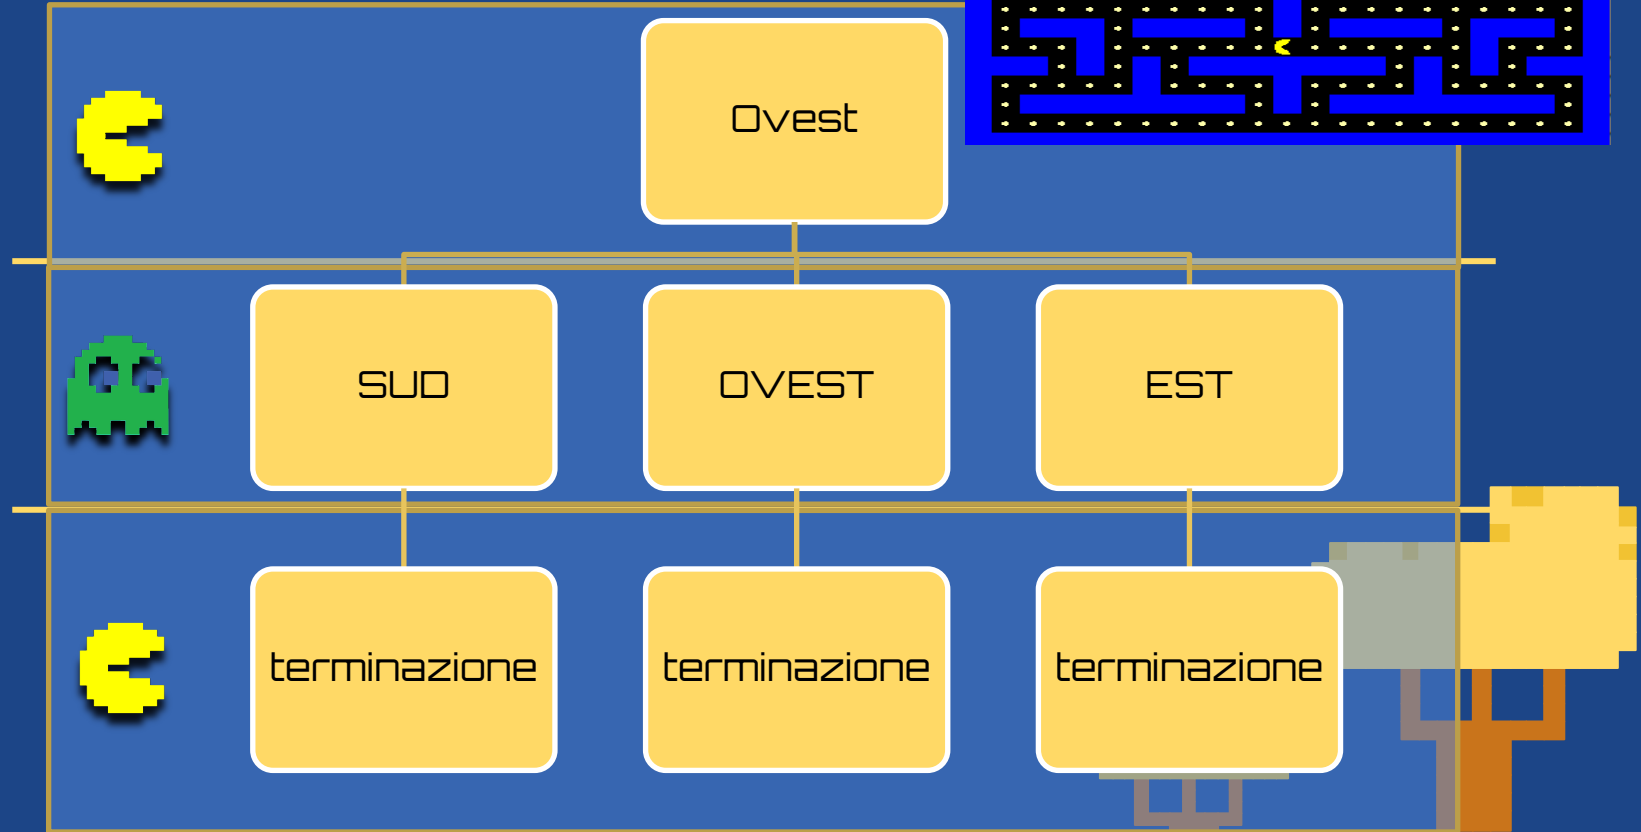 Ovest
SUD
OVEST
EST
terminazione
terminazione
terminazione